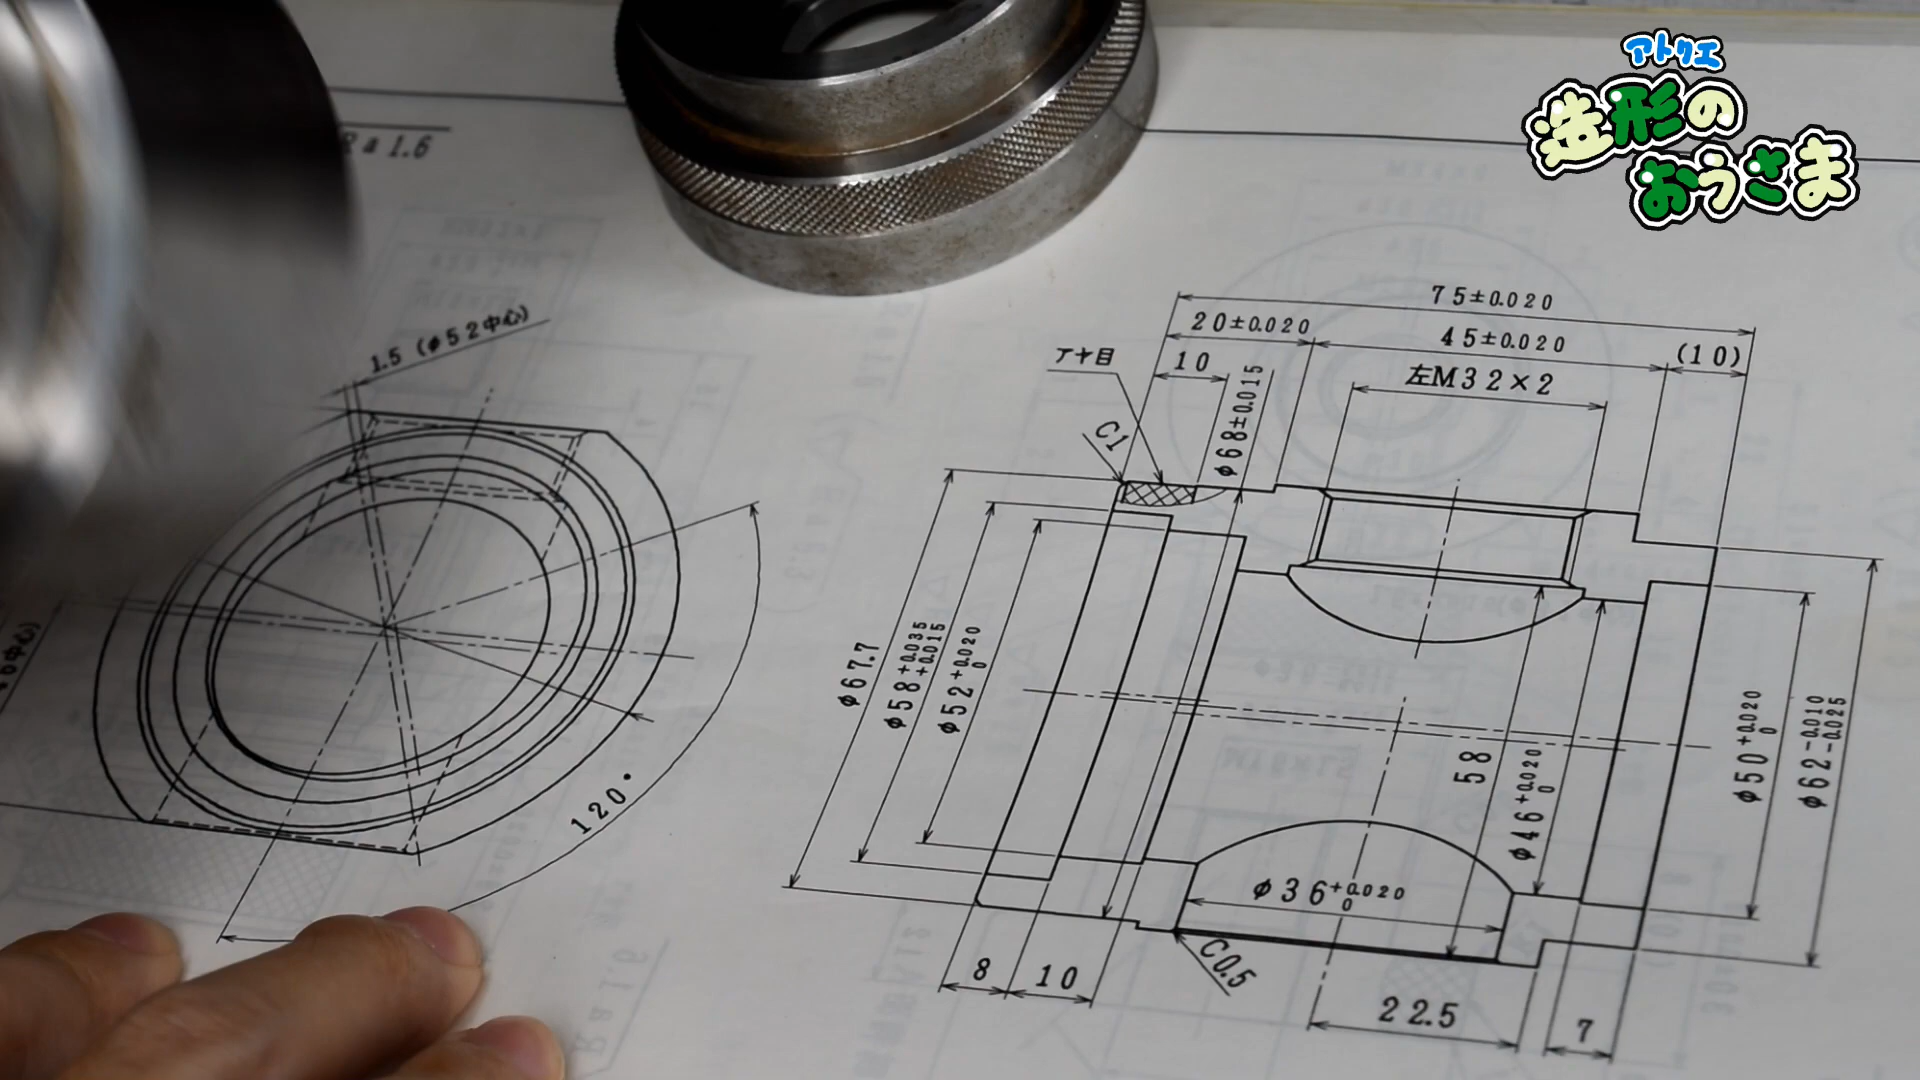 アトリエ
造形の
おうさま
Ra 1.6
1.5 (φ52中心)
120°
75±0.020
20±0.020
45±0.020
(10)
アヤ目
10
左M32×2
φ68±0.015
C1
φ67.7
φ58 +0.035 +0.015
φ52 +0.020 0
58
φ46 +0.020 0
φ50 +0.020 0
φ62 -0.010 -0.025
φ36 +0.020 0
C0.5
8
10
22.5
7